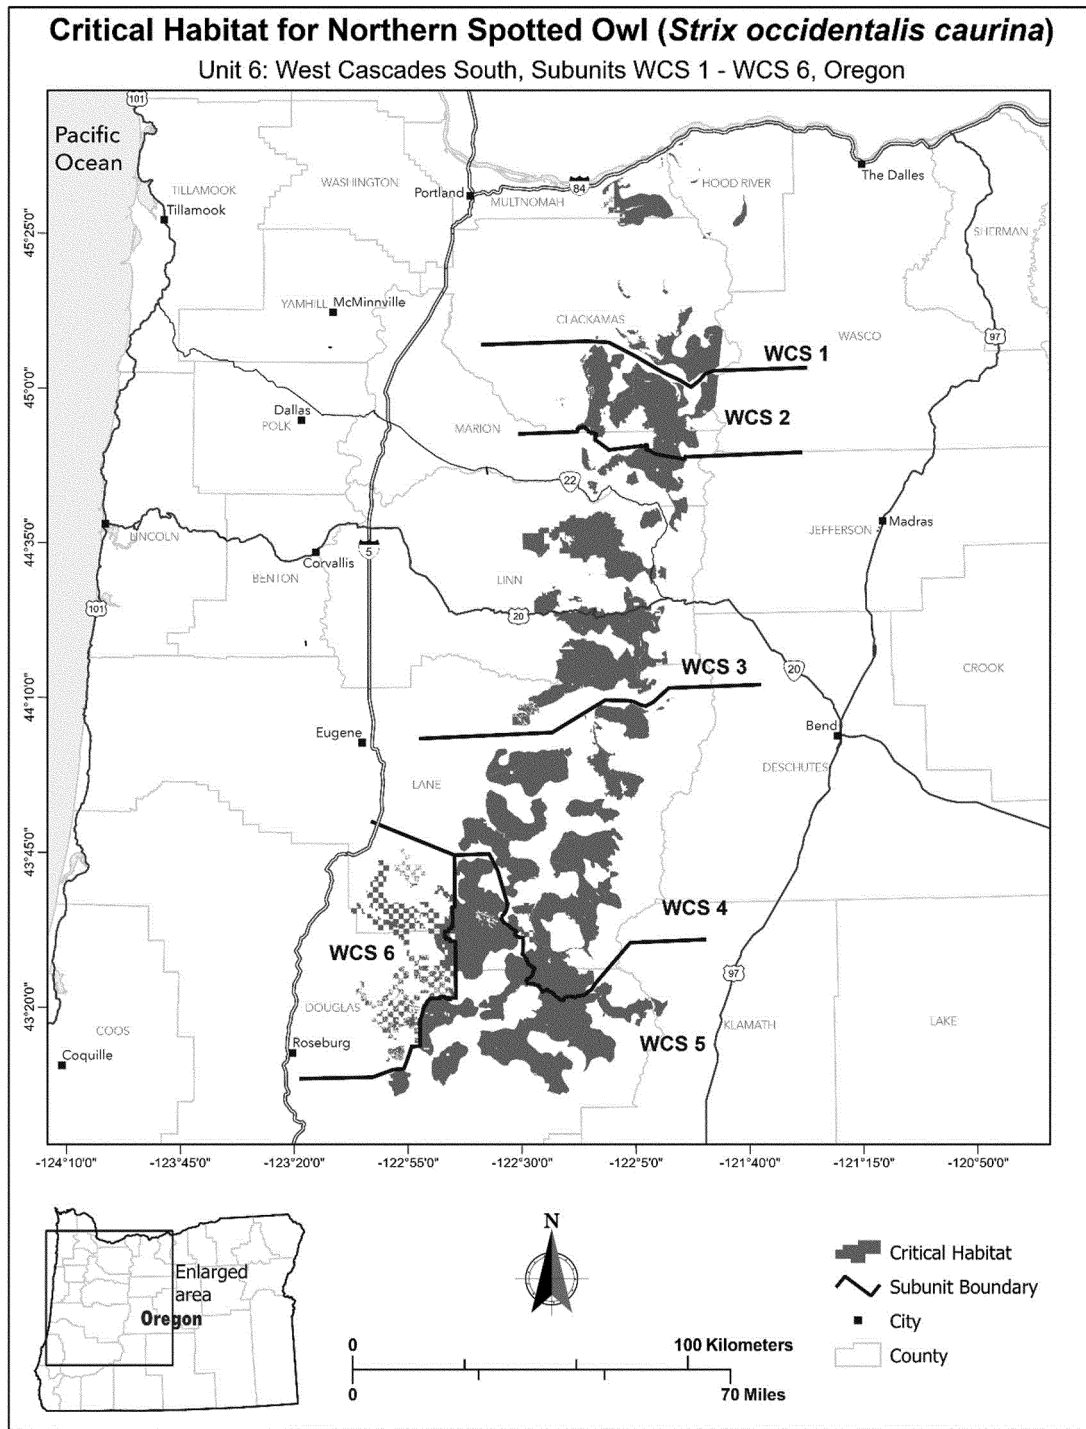 Critical Habitat for Northern Spotted Owl (Strix occidentalis caurina)
Unit 6: West Cascades South, Subunits WCS 1 - WCS 6, Oregon
101
Pacific
Ocean
TILLAMOOK
Tillamook
WASHINGTON
Portland
MULTNOMAH
84
HOOD RIVER
The Dalles
SHERMAN
45°25'0"
YAMHILL
McMinnville
CLACKAMAS
WASCO
97
WCS 1
45°0'0"
Dallas
POLK
MARION
WCS 2
22
LINCOLN
Corvallis
5
BENTON
LINN
JEFFERSON
Madras
44°35'0"
101
20
WCS 3
20
CROOK
44°10'0"
Eugene
Bend
LANE
DESCHUTES
43°45'0"
WCS 4
WCS 6
97
43°20'0"
DOUGLAS
COOS
Roseburg
Coquille
KLAMATH
LAKE
WCS 5
-124°10'0"
-123°45'0"
-123°20'0"
-122°55'0"
-122°30'0"
-122°5'0"
-121°40'0"
-121°15'0"
-120°50'0"
Enlarged
area
Oregon
N
0
100 Kilometers
0
70 Miles
Critical Habitat
Subunit Boundary
City
County